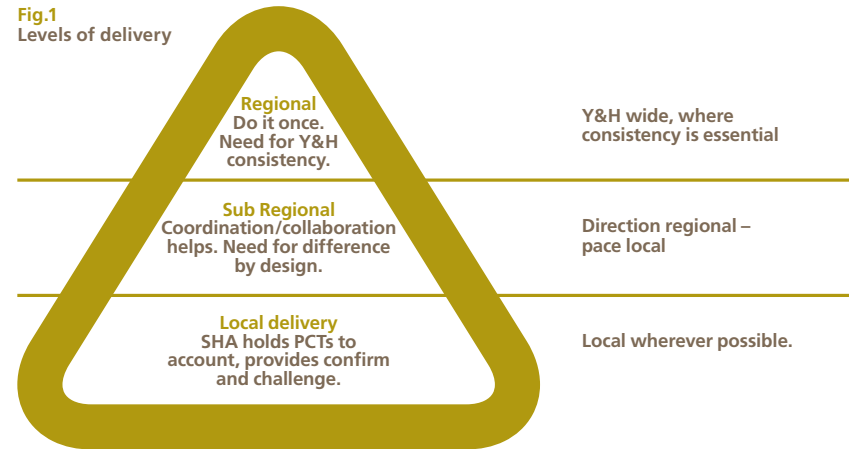 Fig.1
Levels of delivery
Regional
Do it once.
Need for Y&H
consistency.
Y&H wide, where
consistency is essential
Sub Regional
Coordination/collaboration
helps. Need for difference
by design.
Direction regional –
pace local
Local delivery
SHA holds PCTs to
account, provides confirm
and challenge.
Local wherever possible.